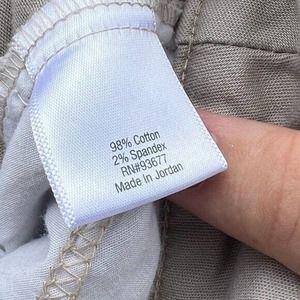 98% Cotton
2% Spandex
RN#93677
Made In Jordan